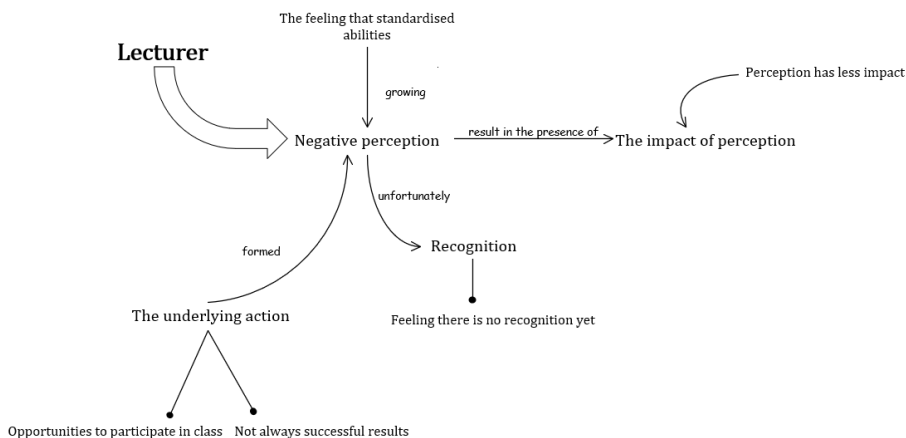 The feeling that standardised
abilities
Lecturer
Perception has less impact
growing
Negative perception
result in the presence of
The impact of perception
unfortunately
formed
Recognition
The underlying action
Feeling there is no recognition yet
Opportunities to participate in class
Not always successful results